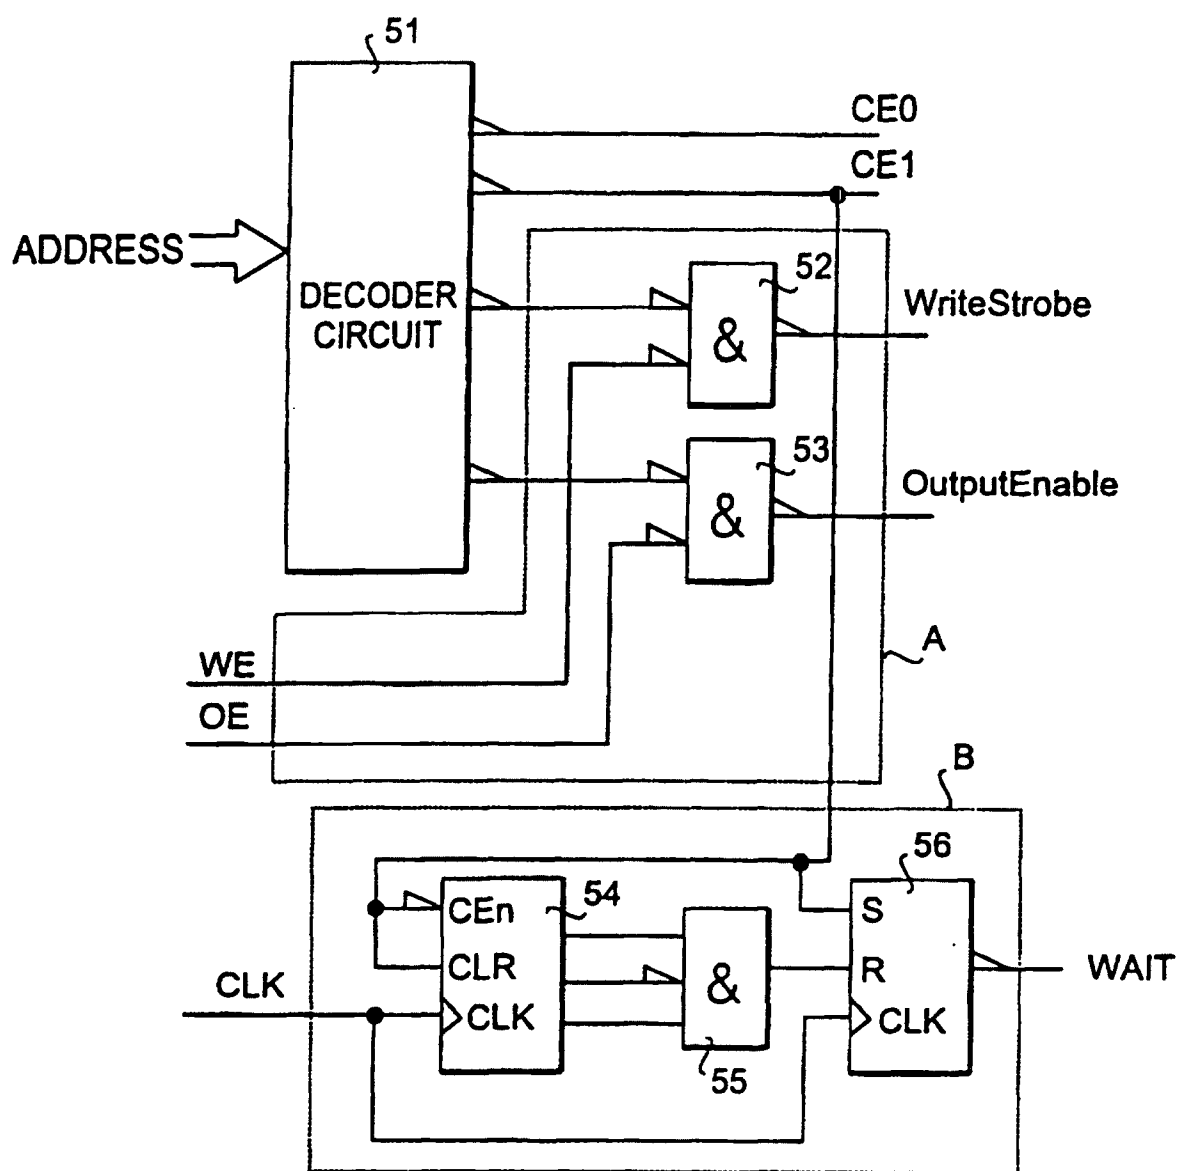 51
CE0
CE1
ADDRESS
DECODER
CIRCUIT
52
&
WriteStrobe
53
&
OutputEnable
A
WE
OE
B
56
54
CEn
S
CLR
R
WAIT
CLK
CLK
&
CLK
55